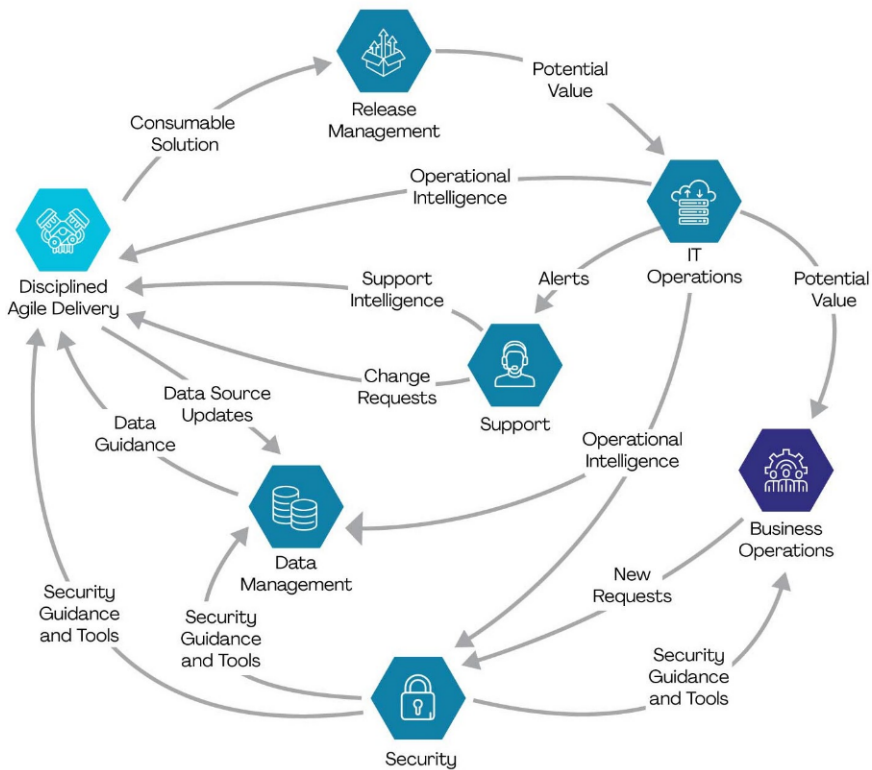 Release
Management
Potential
Value
Consumable
Solution
Operational
Intelligence
IT
Operations
Disciplined
Agile Delivery
Support
Intelligence
Alerts
Potential
Value
Change
Requests
Support
Data Source
Updates
Data
Guidance
Operational
Intelligence
Business
Operations
Data
Management
New
Requests
Security
Guidance
and Tools
Security
Guidance
and Tools
Security
Guidance
and Tools
Security